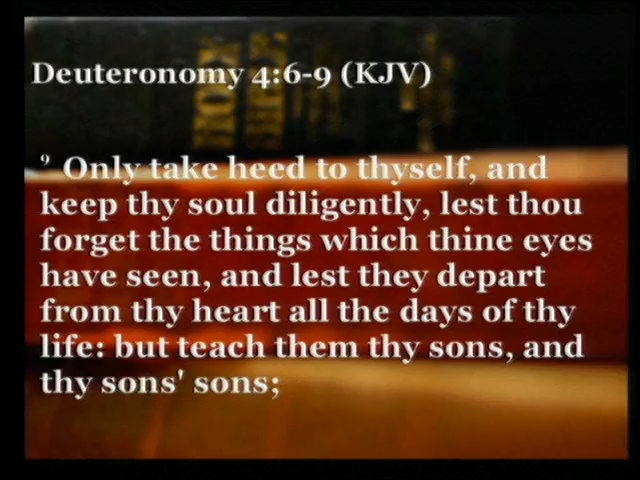 Deuteronomy 4:6-9 (KJV)
9 Only take heed to thyself, and
keep thy soul diligently, lest thou
forget the things which thine eyes
have seen, and lest they depart
from thy heart all the days of thy
life: but teach them thy sons, and
thy sons' sons;